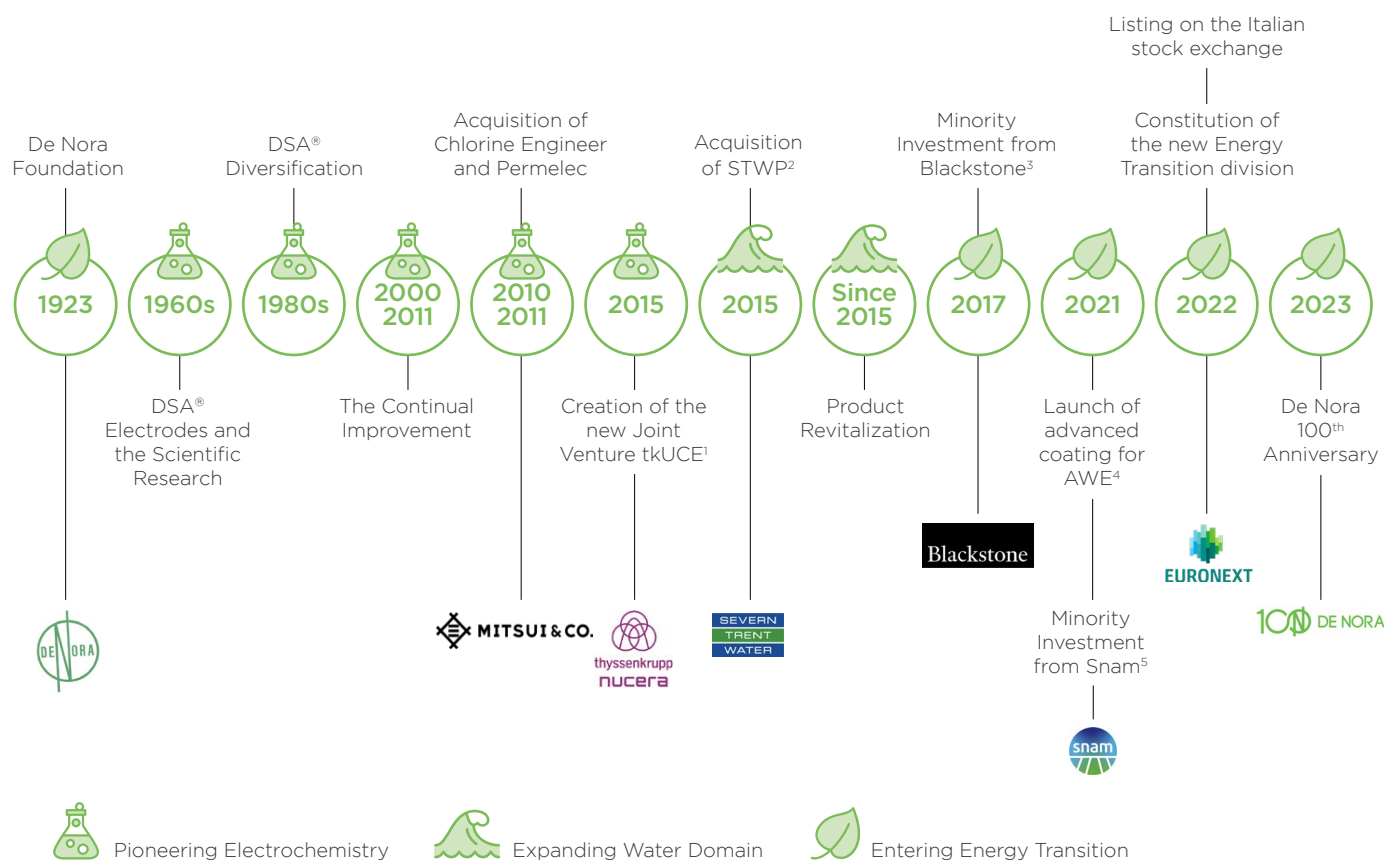 Listing on the Italian
stock exchange
De Nora
Foundation
DSA®
Diversification
Acquisition of
Chlorine Engineer
and Permelec
Acquisition
of STWP²
Minority
Investment from
Blackstone³
Constitution of
the new Energy
Transition division
1923
1960s
1980s
2000
2011
2010
2011
2015
2015
Since
2015
2017
2021
2022
2023
DSA®
Electrodes and
the Scientific
Research
The Continual
Improvement
Creation of the
new Joint
Venture tkUCE¹
Product
Revitalization
Launch of
advanced
coating for
AWE⁴
De Nora
100th
Anniversary
Blackstone
EURONEXT
DE NORA
MITSUI & CO.
thyssenkrupp
nucera
SEVERN
TRENT
WATER
Minority
Investment
from Snam⁵
100 DE NORA
snam
Pioneering Electrochemistry
Expanding Water Domain
Entering Energy Transition